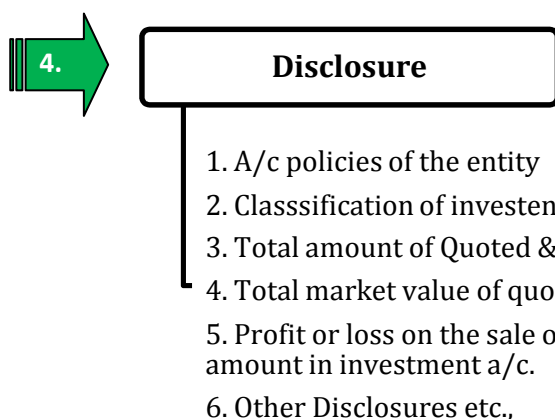 4.
Disclosure
1. A/c policies of the entity
2. Classsification of investen
3. Total amount of Quoted &
4. Total market value of quo
5. Profit or loss on the sale o
amount in investment a/c.
6. Other Disclosures etc.,